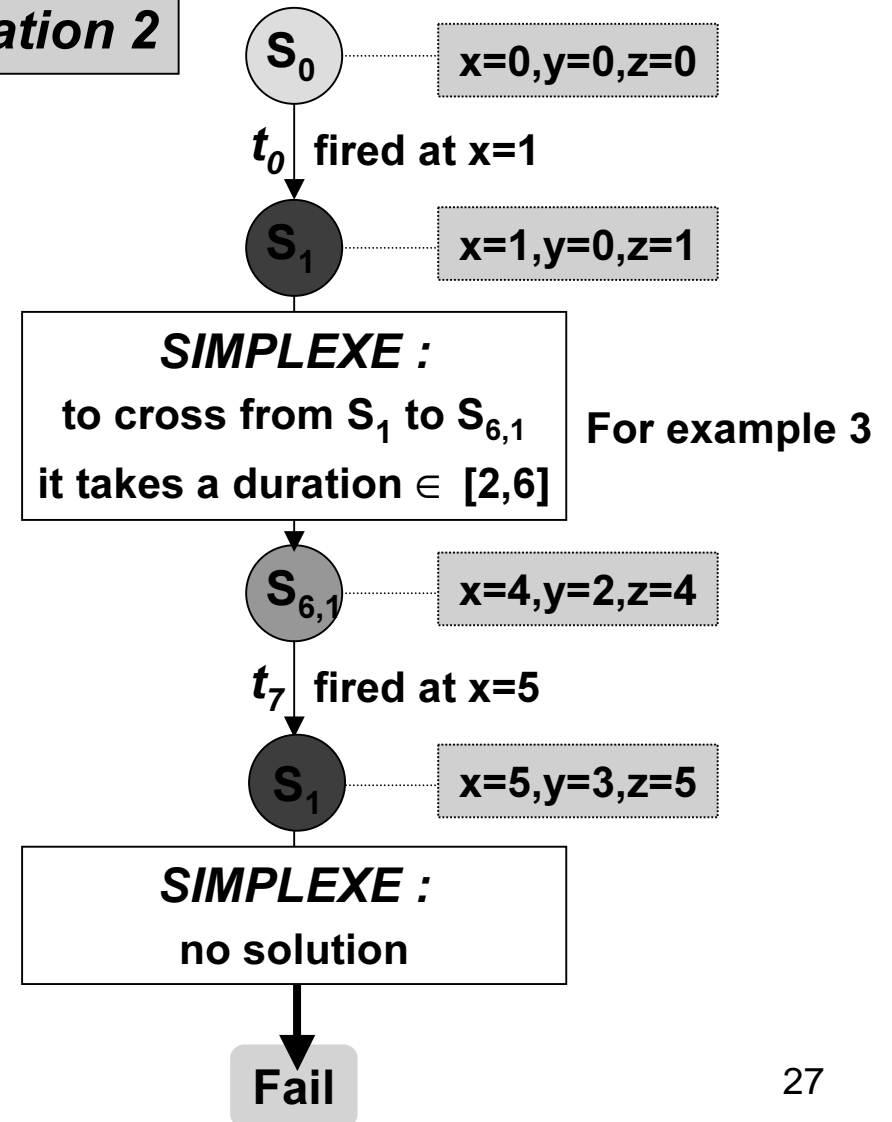 ation 2
S0
x=0,y=0,z=0
t0 fired at x=1
S1
x=1,y=0,z=1
SIMPLEXE :
to cross from S1 to S6,1
it takes a duration ∈ [2,6]
For example 3
S6,1
x=4,y=2,z=4
t7 fired at x=5
S1
x=5,y=3,z=5
SIMPLEXE :
no solution
Fail
27